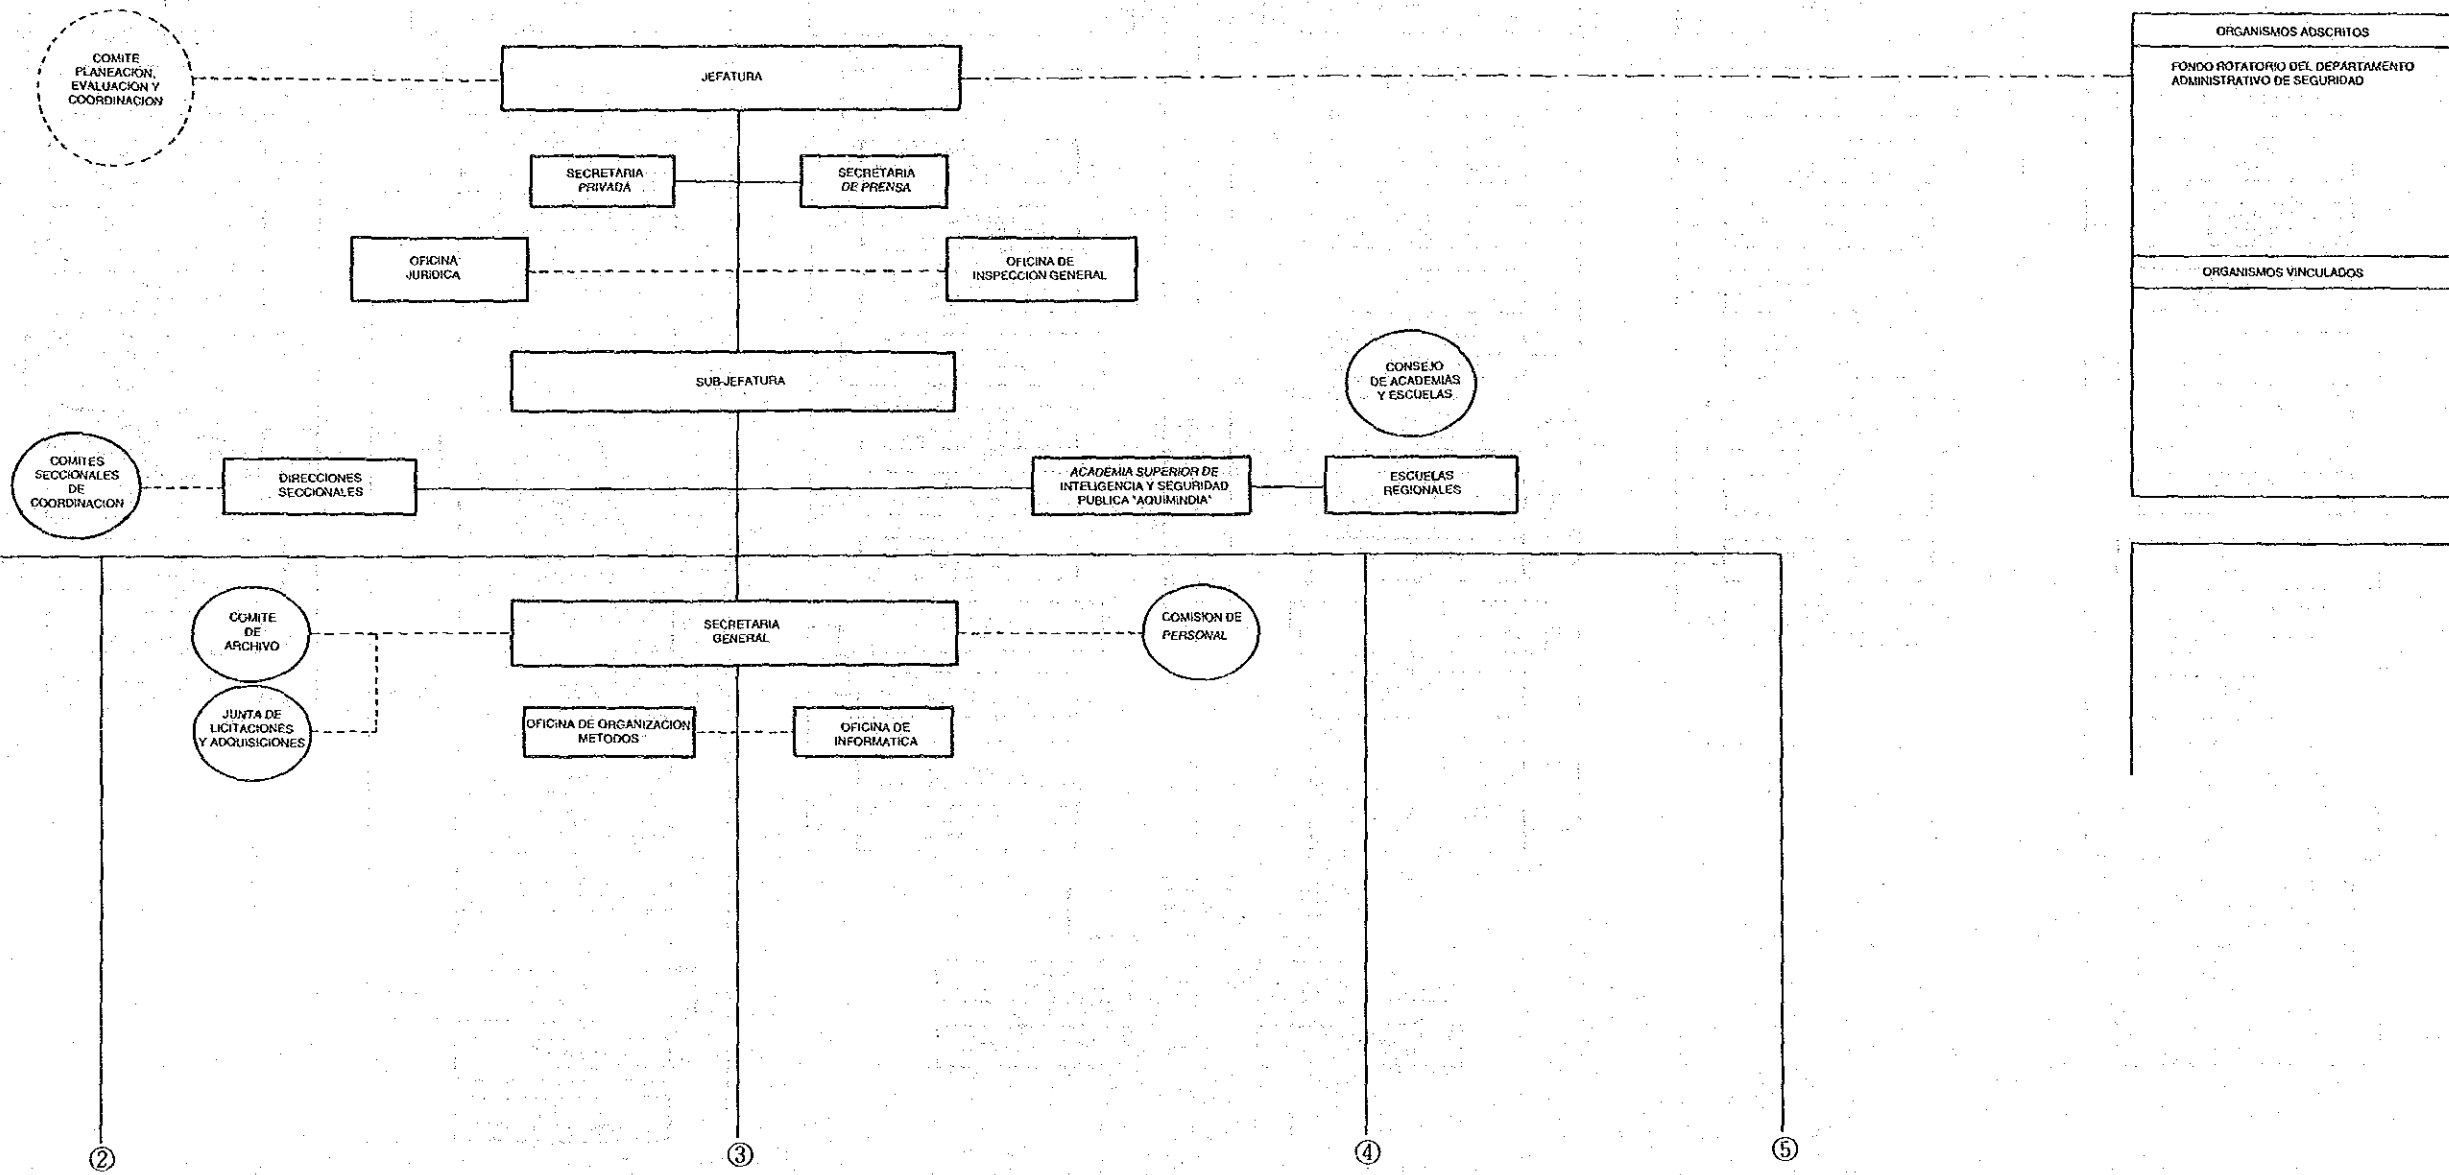 COMITE
PLANEACION,
EVALUACION Y
COORDINACION
JEFATURA
ORGANISMOS ADSCRITOS
FONDO ROTATORIO DEL DEPARTAMENTO
ADMINISTRATIVO DE SEGURIDAD
SECRETARIA
PRIVADA
SECRETARIA
DE PRENSA
OFICINA
JURIDICA
OFICINA DE
INSPECCION GENERAL
ORGANISMOS VINCULADOS
SUB-JEFATURA
CONSEJO
DE ACADEMIAS
Y ESCUELAS
COMITES
SECCIONALES
DE
COORDINACION
DIRECCIONES
SECCIONALES
ACADEMIA SUPERIOR DE
INTELIGENCIA Y SEGURIDAD
PUBLICA "AQUIMINDIA"
ESCUELAS
REGIONALES
COMITE
DE
ARCHIVO
SECRETARIA
GENERAL
COMISION DE
PERSONAL
JUNTA DE
LICITACIONES
Y ADQUISICIONES
OFICINA DE ORGANIZACION
METODOS
OFICINA DE
INFORMATICA
②
③
④
⑤